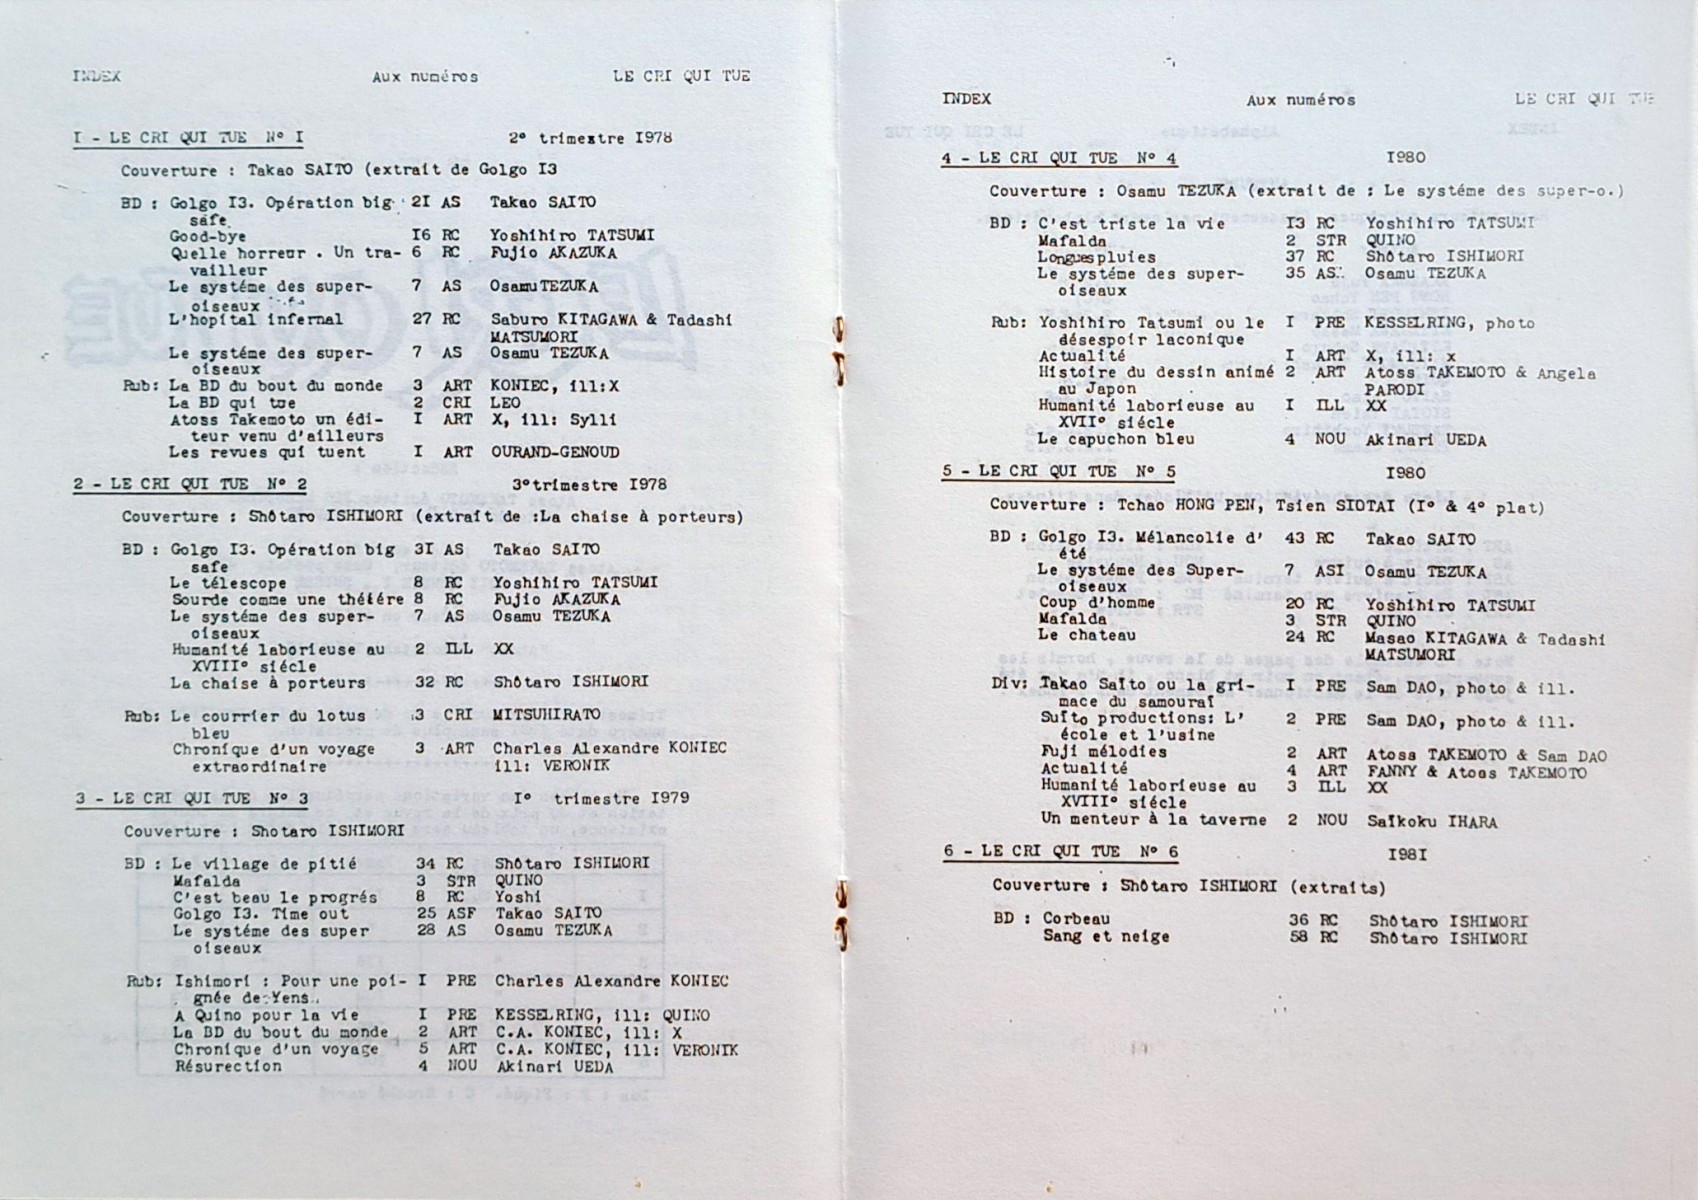 INDEX Aux numéros LE CRI QUI TUE
I - LE CRI QUI TUE N° I 2° trimestre I978
Couverture : Takao SAITO (extrait de Golgo I3
BD : Golgo I3. Opération big 2I AS Takao SAITO
safe
Good-bye I6 RC Yoshihiro TATSUMI
Quelle horreur . Un tra- 6 RC Fujio AKAZUKA
vailleur
Le systéme des super- 7 AS Osamu TEZUKA
oiseaux
L'hopital infernal 27 RC Saburo KITAGAWA & Tadashi
MATSUMORI
Le systéme des super- 7 AS Osamu TEZUKA
oiseaux
Rub: La BD du bout du monde 3 ART KONIEC, ill:X
La BD qui tue 2 CRI LEO
Atoss Takemoto un édi- I ART X, ill: Sylli
teur venu d'ailleurs
Les revues qui tuent I ART OURAND-GENOUD
2 - LE CRI QUI TUE N° 2 3°trimestre I978
Couverture : Shôtaro ISHIMORI (extrait de :La chaise à porteurs)
BD : Golgo I3. Opération big 3I AS Takao SAITO
safe
Le télescope 8 RC Yoshihiro TATSUMI
Sourde comme une théiére 8 RC Fujio AKAZUKA
Le systéme des super- 7 AS Osamu TEZUKA
oiseaux
Humanité laborieuse au 2 ILL XX
XVIII° siécle
La chaise à porteurs 32 RC Shôtaro ISHIMORI
Rub: Le courrier du lotus 3 CRI MITSUHIRATO
bleu
Chronique d'un voyage 3 ART Charles Alexandre KONIEC
extraordinaire ill: VERONIK
3 - LE CRI QUI TUE N° 3 I° trimestre I979
Couverture : Shotaro ISHIMORI
BD : Le village de pitié 34 RC Shôtaro ISHIMORI
Mafalda 3 STR QUINO
C'est beau le progrés 8 RC Yoshi
Golgo I3. Time out 25 ASF Takao SAITO
Le systéme des super 28 AS Osamu TEZUKA
oiseaux
Rub: Ishimori : Pour une poi- I PRE Charles Alexandre KONIEC
gnée de Yens.
A Quino pour la vie I PRE KESSELRING, ill: QUINO
La BD du bout du monde 2 ART C.A. KONIEC, ill: X
Chronique d'un voyage 5 ART C.A. KONIEC, ill: VERONIK
Résurection 4 NOU Akinari UEDA
INDEX Aux numéros LE CRI QUI TUE
4 - LE CRI QUI TUE N° 4 I980
Couverture : Osamu TEZUKA (extrait de : Le systéme des super-o.)
BD : C'est triste la vie I3 RC Yoshihiro TATSUMI
Mafalda 2 STR QUINO
Longues pluies 37 RC Shôtaro ISHIMORI
Le systéme des super- 35 AS Osamu TEZUKA
oiseaux
Rub: Yoshihiro Tatsumi ou le I PRE KESSELRING, photo
désespoir laconique
Actualité I ART X, ill: x
Histoire du dessin animé 2 ART Atoss TAKEMOTO & Angela
au Japon PARODI
Humanité laborieuse au I ILL XX
XVII° siécle
Le capuchon bleu 4 NOU Akinari UEDA
5 - LE CRI QUI TUE N° 5 I980
Couverture : Tchao HONG PEN, Tsien SIOTAI (I° & 4° plat)
BD : Golgo I3. Mélancolie d' 43 RC Takao SAITO
été
Le systéme des Super- 7 ASI Osamu TEZUKA
oiseaux
Coup d'homme 20 RC Yoshihiro TATSUMI
Mafalda 3 STR QUINO
Le chateau 24 RC Masao KITAGAWA & Tadashi
MATSUMORI
Div: Takao Saïto ou la gri- I PRE Sam DAO, photo & ill.
mace du samouraï
Suito productions: L' 2 PRE Sam DAO, photo & ill.
école et l'usine
Fuji mélodies 2 ART Atoss TAKEMOTO & Sam DAO
Actualité 4 ART FANNY & Atoss TAKEMOTO
Humanité laborieuse au 3 ILL XX
XVIII° siécle
Un menteur à la taverne 2 NOU Saïkoku IHARA
6 - LE CRI QUI TUE N° 6 I98I
Couverture : Shôtaro ISHIMORI (extraits)
BD : Corbeau 36 RC Shôtaro ISHIMORI
Sang et neige 58 RC Shôtaro ISHIMORI